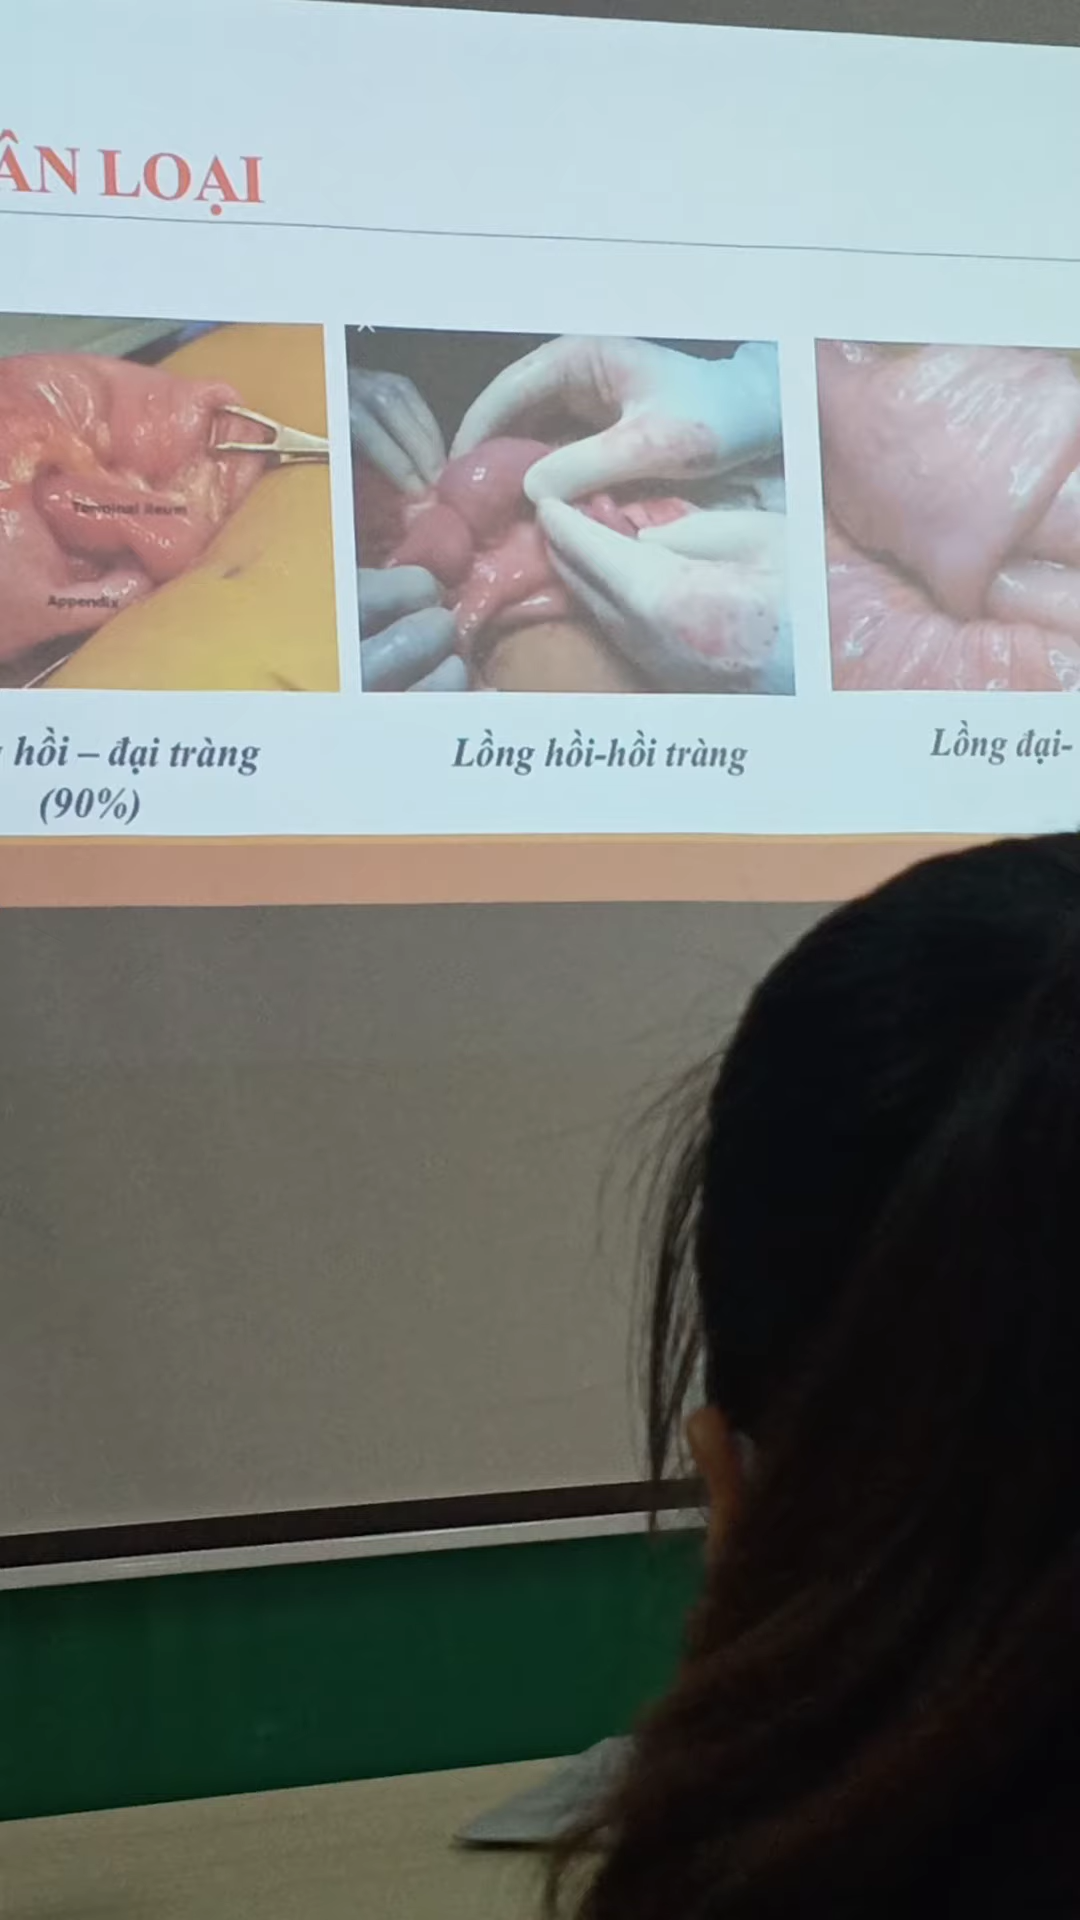 ÂN LOẠI
Terminal ileum
Appendix
hồi – đại tràng
(90%)
Lồng hồi-hồi tràng
Lồng đại-